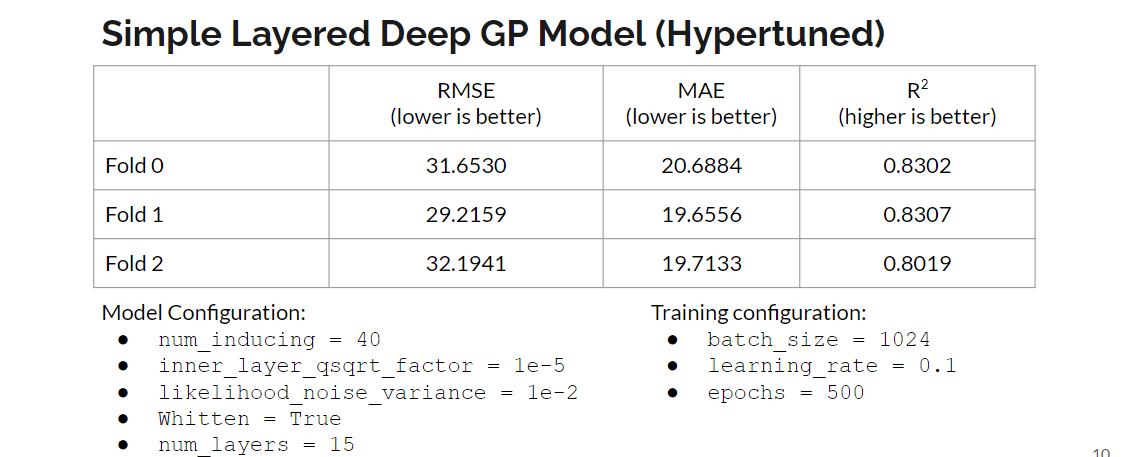 Simple Layered Deep GP Model (Hypertuned)
RMSE (lower is better) MAE (lower is better) R² (higher is better)
Fold 0 31.6530 20.6884 0.8302
Fold 1 29.2159 19.6556 0.8307
Fold 2 32.1941 19.7133 0.8019
Model Configuration:
● num_inducing = 40
● inner_layer_qsqrt_factor = 1e-5
● likelihood_noise_variance = 1e-2
● Whitten = True
● num_layers = 15
Training configuration:
● batch_size = 1024
● learning_rate = 0.1
● epochs = 500
10